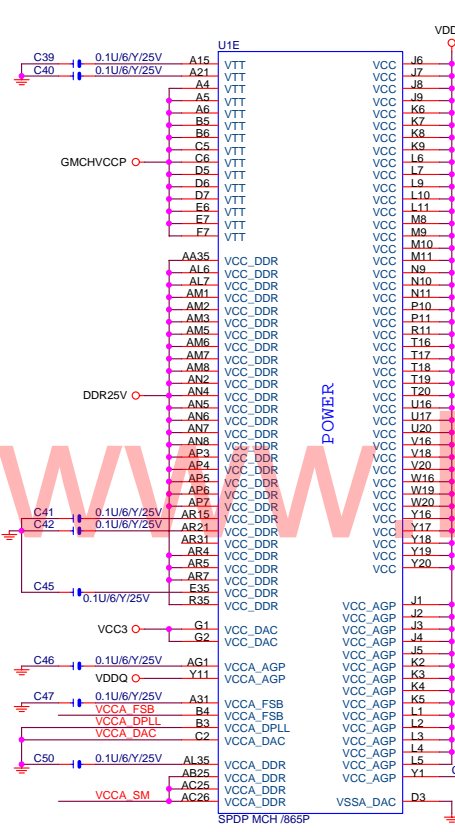 VDD
U1E
C39 0.1U/6/Y/25V A15 VTT VCC J6
C40 0.1U/6/Y/25V A21 VTT VCC J7
A4 VTT VCC J8
A5 VTT VCC J9
A6 VTT VCC K6
B5 VTT VCC K7
B6 VTT VCC K8
C5 VTT VCC K9
GMCHVCCP C6 VTT VCC L6
D5 VTT VCC L7
D6 VTT VCC L9
D7 VTT VCC L10
E6 VTT VCC L11
E7 VTT VCC M8
F7 VTT VCC M9
VCC M10
AA35 VCC_DDR VCC M11
AL6 VCC_DDR VCC N9
AL7 VCC_DDR VCC N10
AM1 VCC_DDR VCC N11
AM2 VCC_DDR VCC P10
AM3 VCC_DDR VCC P11
AM5 VCC_DDR VCC R11
AM6 VCC_DDR VCC T16
AM7 VCC_DDR VCC T17
AM8 VCC_DDR VCC T18
AN2 VCC_DDR VCC T19
DDR25V AN4 VCC_DDR VCC T20
AN5 VCC_DDR VCC U16
AN6 VCC_DDR VCC U17
AN7 VCC_DDR VCC U20
AN8 VCC_DDR VCC V16
AP3 VCC_DDR VCC V18
AP4 VCC_DDR VCC V20
AP5 VCC_DDR VCC W16
AP6 VCC_DDR VCC W19
AP7 VCC_DDR VCC W20
C41 0.1U/6/Y/25V AR15 VCC_DDR VCC Y16
C42 0.1U/6/Y/25V AR21 VCC_DDR VCC Y17
AR31 VCC_DDR VCC Y18
AR4 VCC_DDR VCC Y19
AR5 VCC_DDR VCC Y20
AR7 VCC_DDR
C45 0.1U/6/Y/25V E35 VCC_DDR
R35 VCC_DDR VCC_AGP J1
VCC_AGP J2
VCC3 G1 VCC_DAC VCC_AGP J3
G2 VCC_DAC VCC_AGP J4
VCC_AGP J5
C46 0.1U/6/Y/25V AG1 VCCA_AGP VCC_AGP K2
VDDQ Y11 VCCA_AGP VCC_AGP K3
VCC_AGP K4
C47 0.1U/6/Y/25V A31 VCCA_FSB VCC_AGP K5
VCCA_FSB B4 VCCA_FSB VCC_AGP L1
VCCA_DPLL B3 VCCA_DPLL VCC_AGP L2
VCCA_DAC C2 VCCA_DAC VCC_AGP L3
VCC_AGP L4
C50 0.1U/6/Y/25V AL35 VCCA_DDR VCC_AGP L5
AB25 VCCA_DDR VCC_AGP Y1
AC25 VCCA_DDR
VCCA_SM AC26 VCCA_DDR VSSA_DAC D3
SPDP MCH /865P
POWER
www.